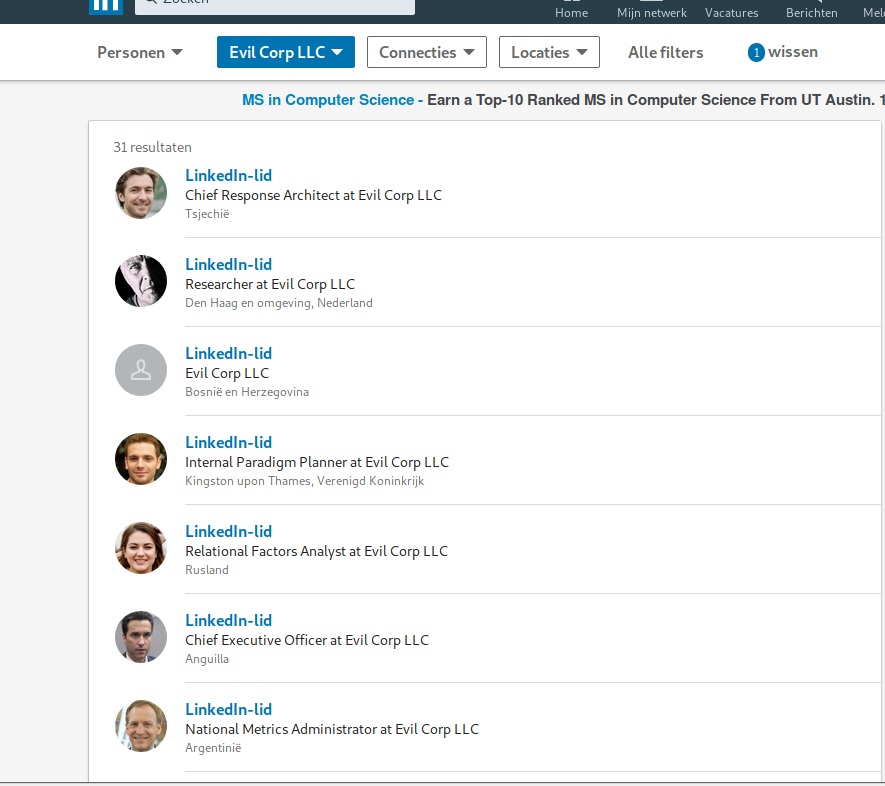 in Zoeken
Home Mijn netwerk Vacatures Berichten
Personen Evil Corp LLC Connecties Locaties Alle filters 1 wissen
MS in Computer Science - Earn a Top-10 Ranked MS in Computer Science From UT Austin. 1
31 resultaten
LinkedIn-lid
Chief Response Architect at Evil Corp LLC
Tsjechië
LinkedIn-lid
Researcher at Evil Corp LLC
Den Haag en omgeving, Nederland
LinkedIn-lid
Evil Corp LLC
Bosnië en Herzegovina
LinkedIn-lid
Internal Paradigm Planner at Evil Corp LLC
Kingston upon Thames, Verenigd Koninkrijk
LinkedIn-lid
Relational Factors Analyst at Evil Corp LLC
Rusland
LinkedIn-lid
Chief Executive Officer at Evil Corp LLC
Anguilla
LinkedIn-lid
National Metrics Administrator at Evil Corp LLC
Argentinië